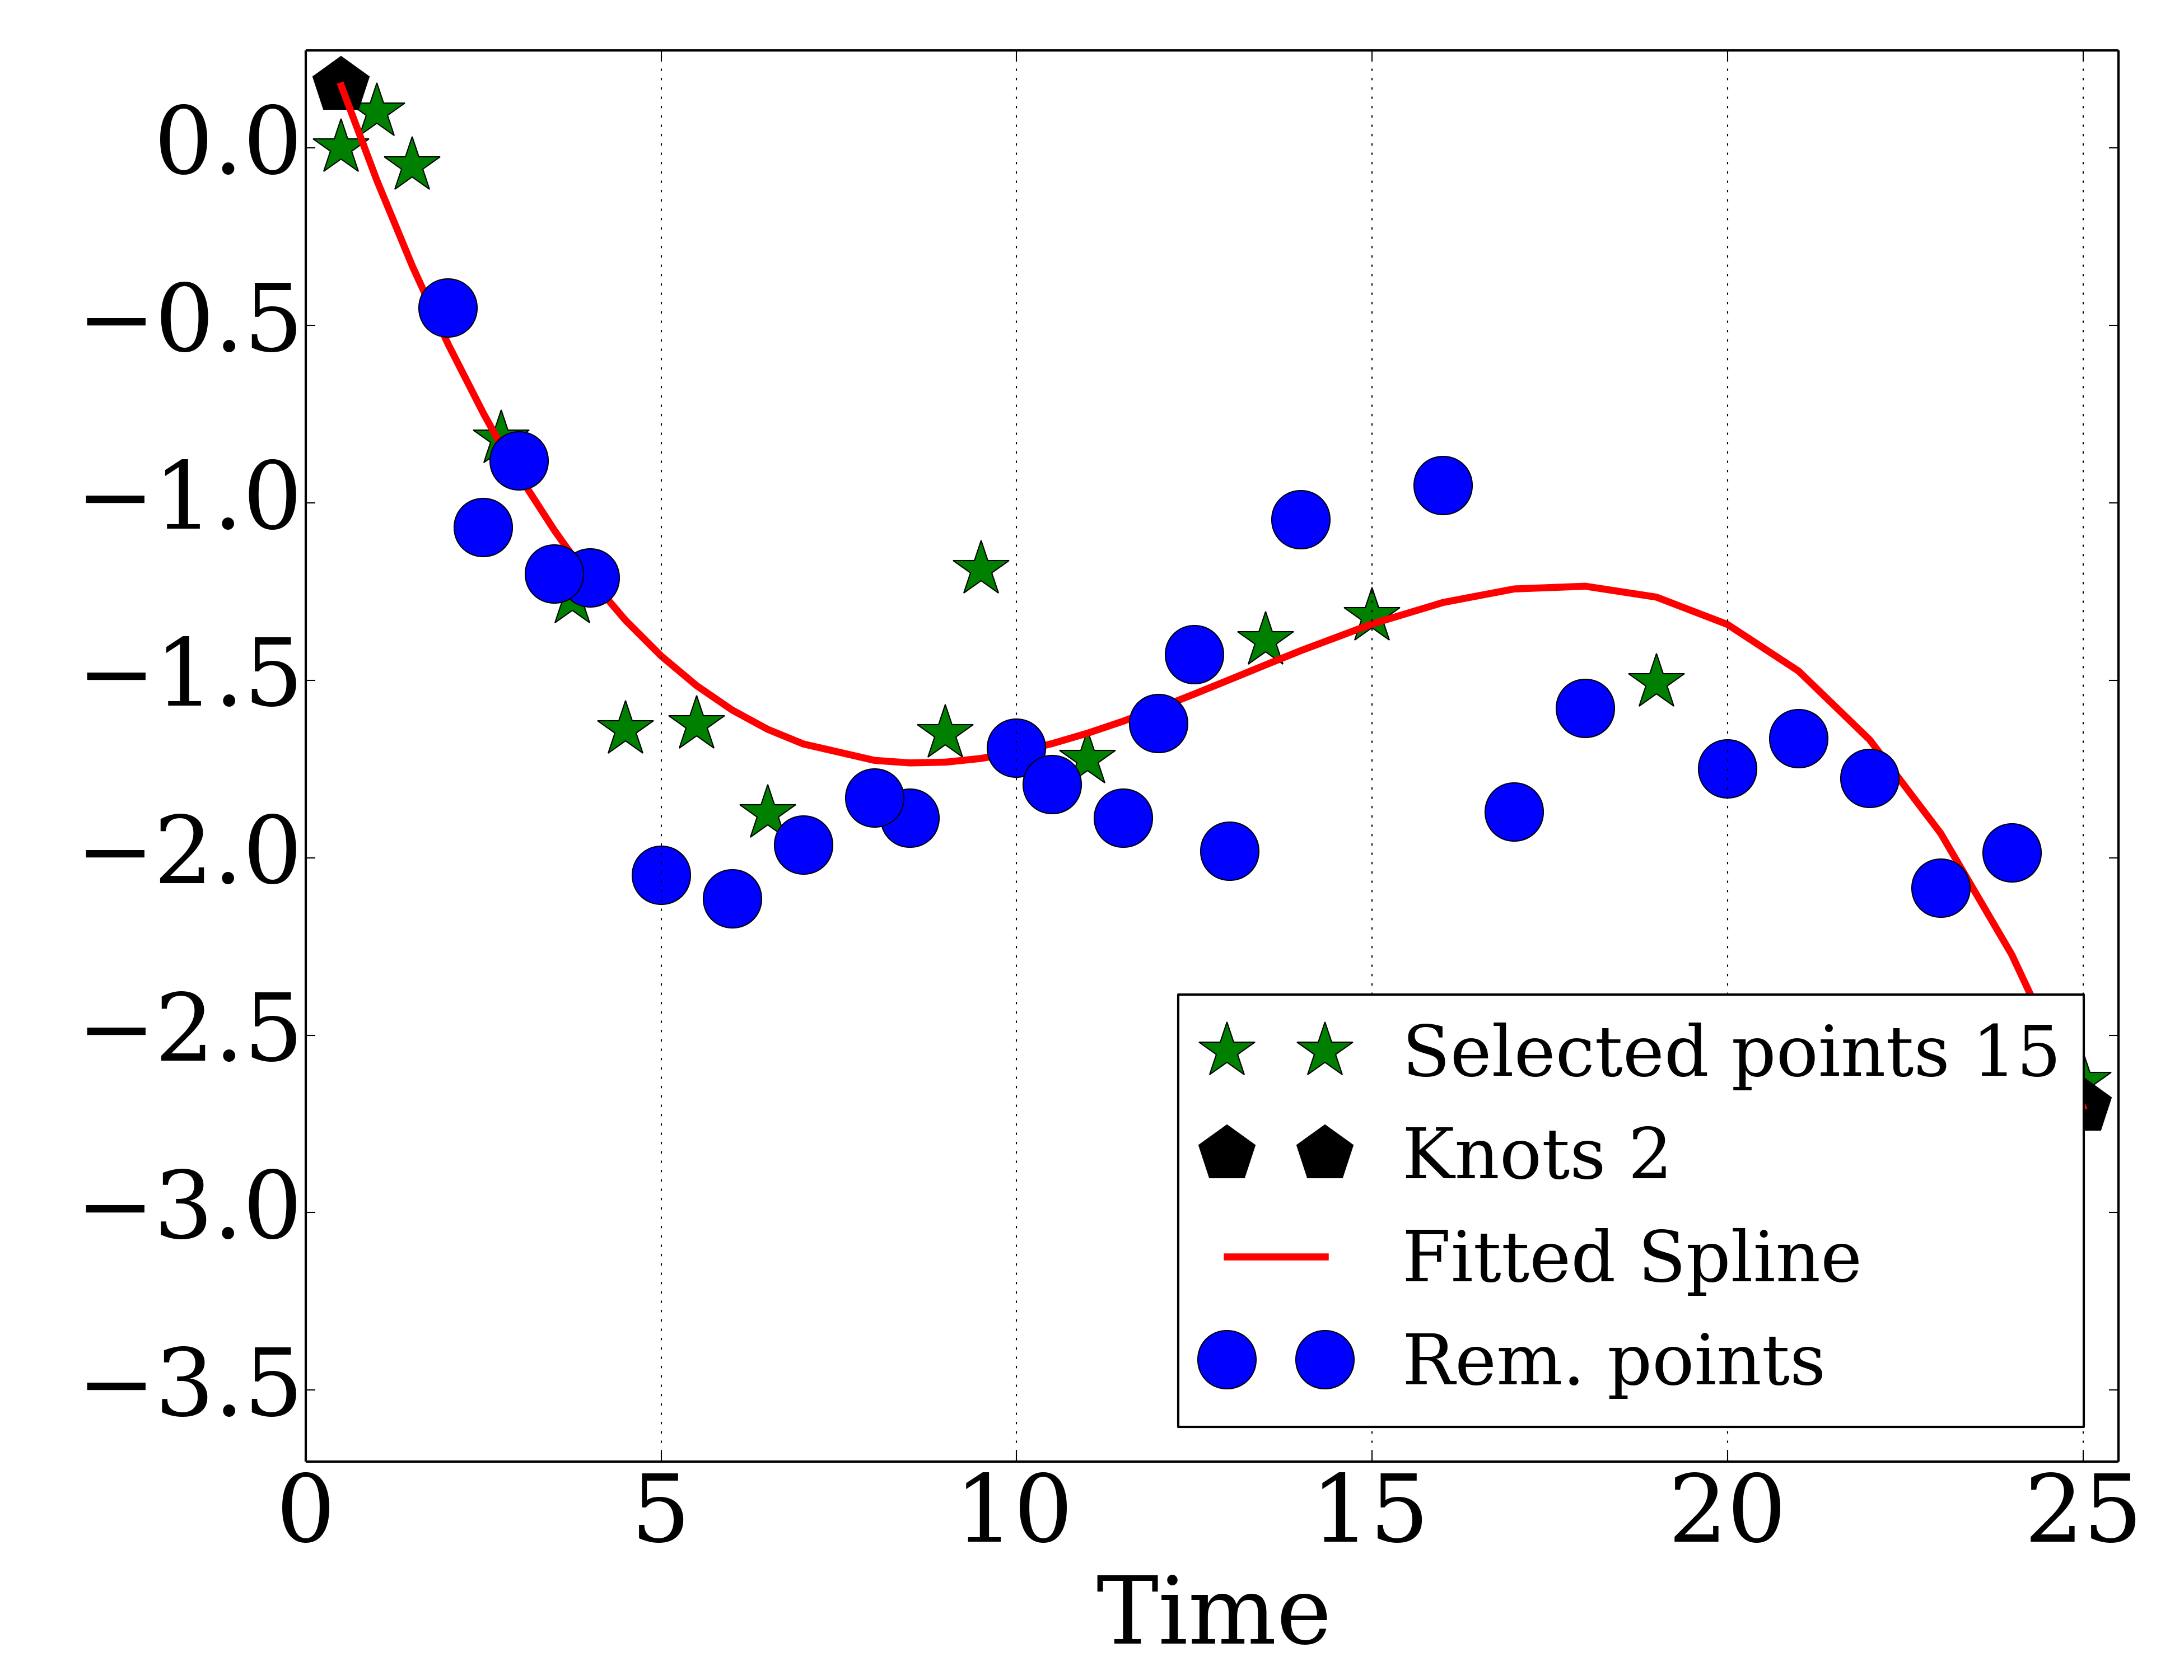 0.0
−0.5
−1.0
−1.5
−2.0
−2.5
−3.0
−3.5
Selected points 15
Knots 2
Fitted Spline
Rem. points
0 5 10 15 20 25
Time